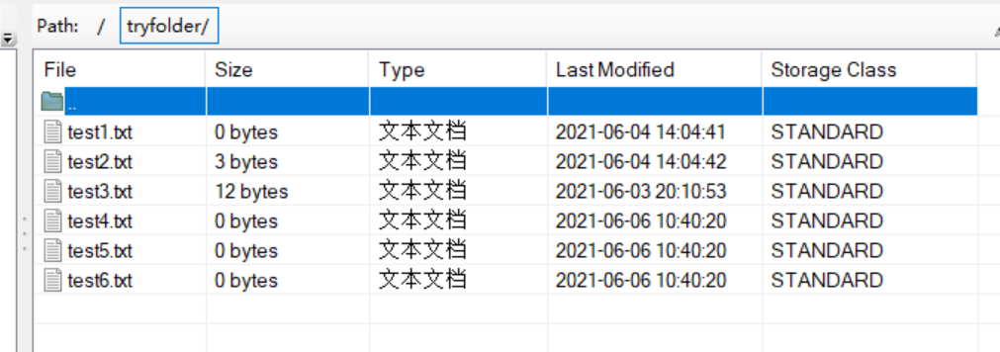 Path: / tryfolder/
File Size Type Last Modified Storage Class
..
test1.txt 0 bytes 文本文档 2021-06-04 14:04:41 STANDARD
test2.txt 3 bytes 文本文档 2021-06-04 14:04:42 STANDARD
test3.txt 12 bytes 文本文档 2021-06-03 20:10:53 STANDARD
test4.txt 0 bytes 文本文档 2021-06-06 10:40:20 STANDARD
test5.txt 0 bytes 文本文档 2021-06-06 10:40:20 STANDARD
test6.txt 0 bytes 文本文档 2021-06-06 10:40:20 STANDARD